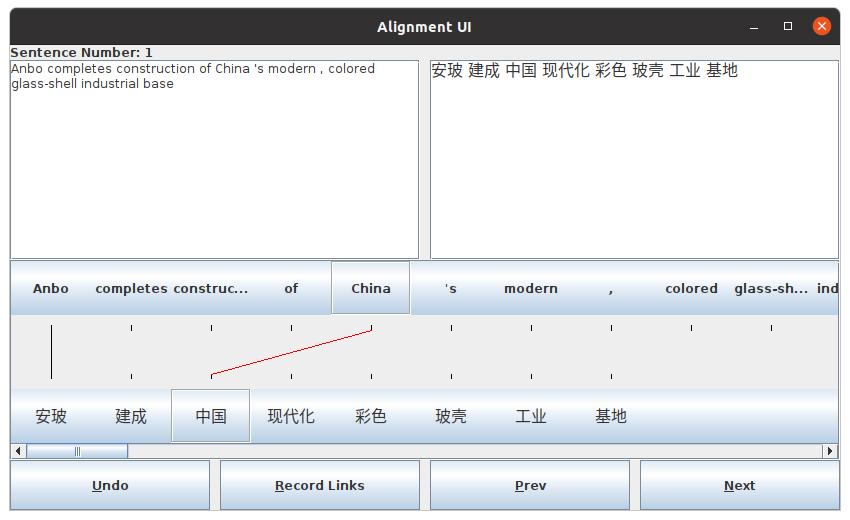 Alignment UI
Sentence Number: 1
Anbo completes construction of China 's modern , colored
glass-shell industrial base
安玻 建成 中国 现代化 彩色 玻壳 工业 基地
Anbo completes construc... of China 's modern , colored glass-sh... ind
安玻 建成 中国 现代化 彩色 玻壳 工业 基地
Undo Record Links Prev Next